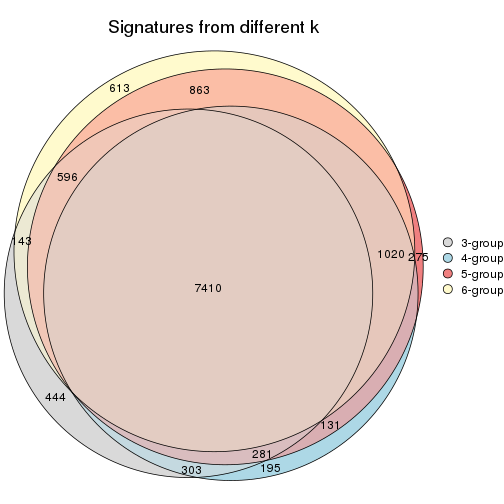 Signatures from different k
613
863
596
143
1020
275
7410
444
131
281
303
195
3-group
4-group
5-group
6-group